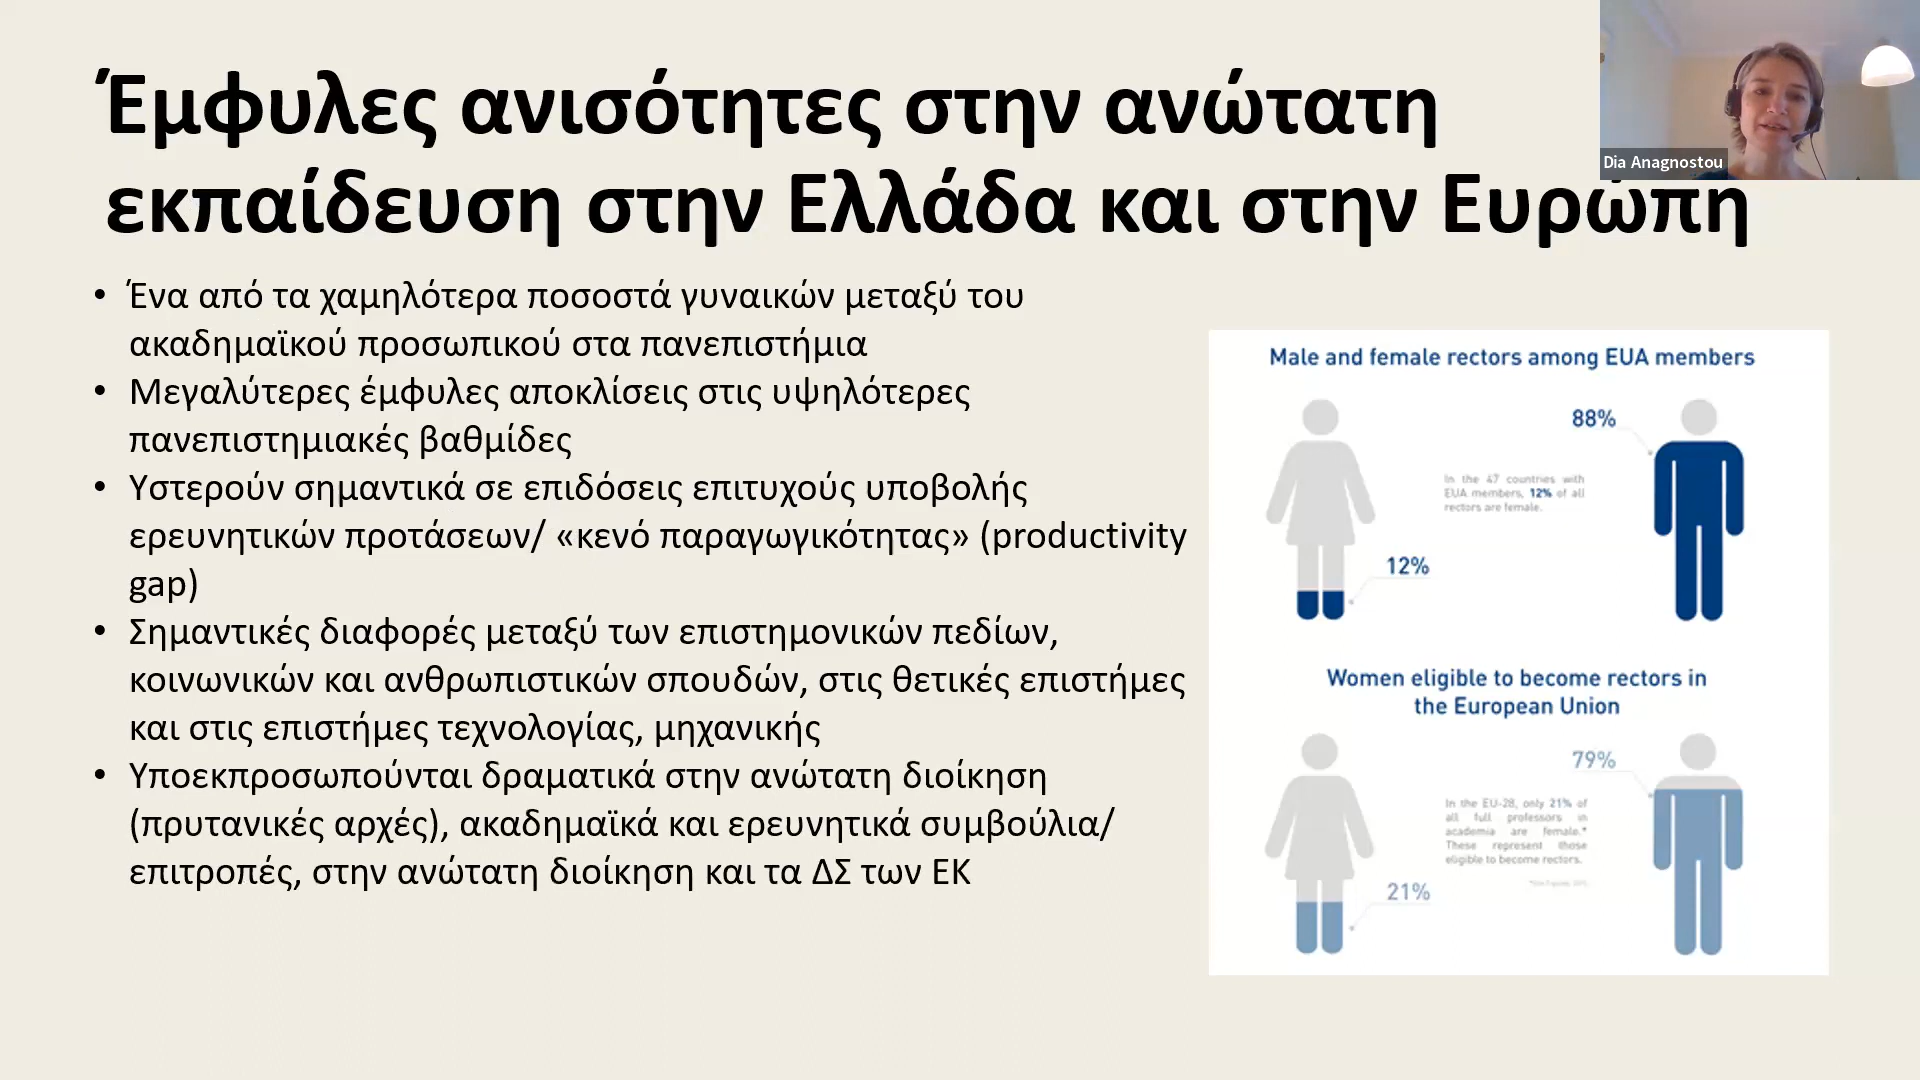 Έμφυλες ανισότητες στην ανώτατη
εκπαίδευση στην Ελλάδα και στην Ευρώπη
Dia Anagnostou
• Ένα από τα χαμηλότερα ποσοστά γυναικών μεταξύ του
ακαδημαϊκού προσωπικού στα πανεπιστήμια
• Μεγαλύτερες έμφυλες αποκλίσεις στις υψηλότερες
πανεπιστημιακές βαθμίδες
• Υστερούν σημαντικά σε επιδόσεις επιτυχούς υποβολής
ερευνητικών προτάσεων/ «κενό παραγωγικότητας» (productivity
gap)
• Σημαντικές διαφορές μεταξύ των επιστημονικών πεδίων,
κοινωνικών και ανθρωπιστικών σπουδών, στις θετικές επιστήμες
και στις επιστήμες τεχνολογίας, μηχανικής
• Υποεκπροσωπούνται δραματικά στην ανώτατη διοίκηση
(πρυτανικές αρχές), ακαδημαϊκά και ερευνητικά συμβούλια/
επιτροπές, στην ανώτατη διοίκηση και τα ΔΣ των ΕΚ
Male and female rectors among EUA members
88%
In the 47 countries with
EUA members, 12% of all
rectors are female.
12%
Women eligible to become rectors in
the European Union
79%
In the EU-28, only 21% of
all full professors in
academia are female.*
These represent those
eligible to become rectors.
21%